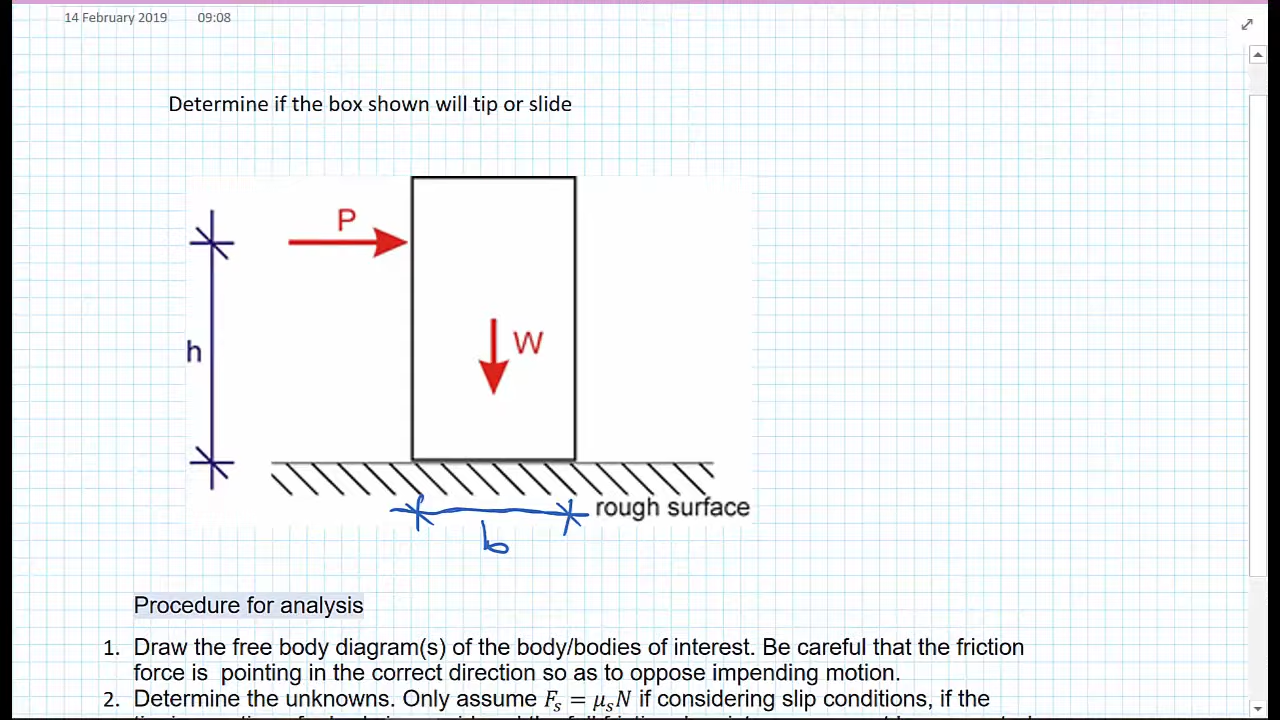 14 February 2019 09:08
Determine if the box shown will tip or slide
P
W
h
rough surface
b
Procedure for analysis
1. Draw the free body diagram(s) of the body/bodies of interest. Be careful that the friction
force is pointing in the correct direction so as to oppose impending motion.
2. Determine the unknowns. Only assume Fₛ = μₛN if considering slip conditions, if the